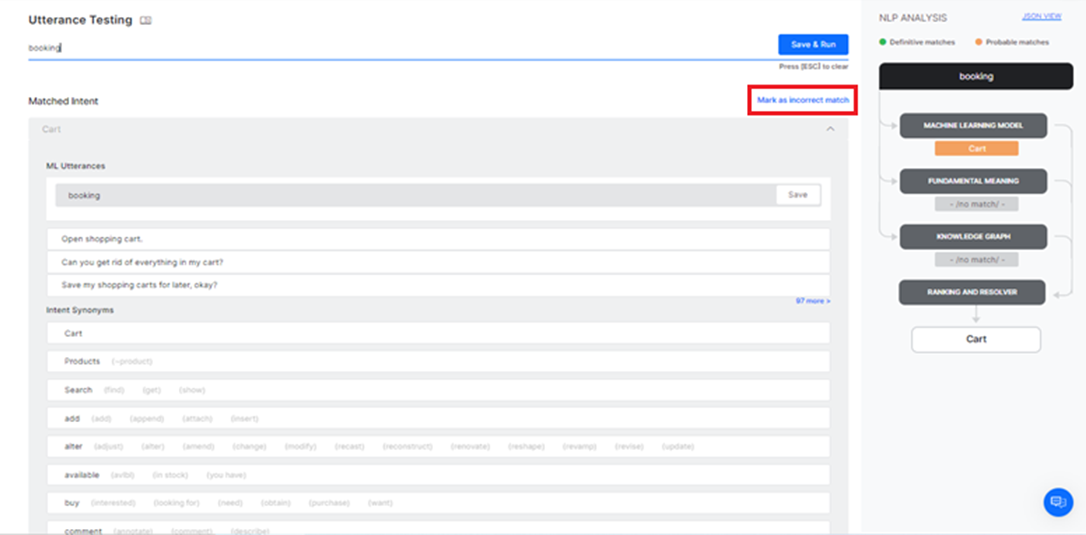 Utterance Testing
booking
Save & Run
Press [ESC] to clear
Matched Intent
Mark as incorrect match
Cart
ML Utterances
booking
Save
Open shopping cart,
Can you get rid of everything in my cart?
Save my shopping carts for later, okay?
97 more >
Intent Synonyms
Cart
Products (~product)
Search (find) (get) (show)
add (add) (append) (attach) (insert)
alter (adjust) (alter) (amend) (change) (modify) (recast) (reconstruct) (renovate) (reshape) (revamp) (revise) (update)
available (avlbl) (in stock) (you have)
buy (interested) (looking for) (need) (obtain) (purchase) (want)
comment (annotate) (comment) (describe)
NLP ANALYSIS
JSON VIEW
Definitive matches Probable matches
booking
MACHINE LEARNING MODEL
Cart
FUNDAMENTAL MEANING
- /no match/ -
KNOWLEDGE GRAPH
- /no match/ -
RANKING AND RESOLVER
Cart